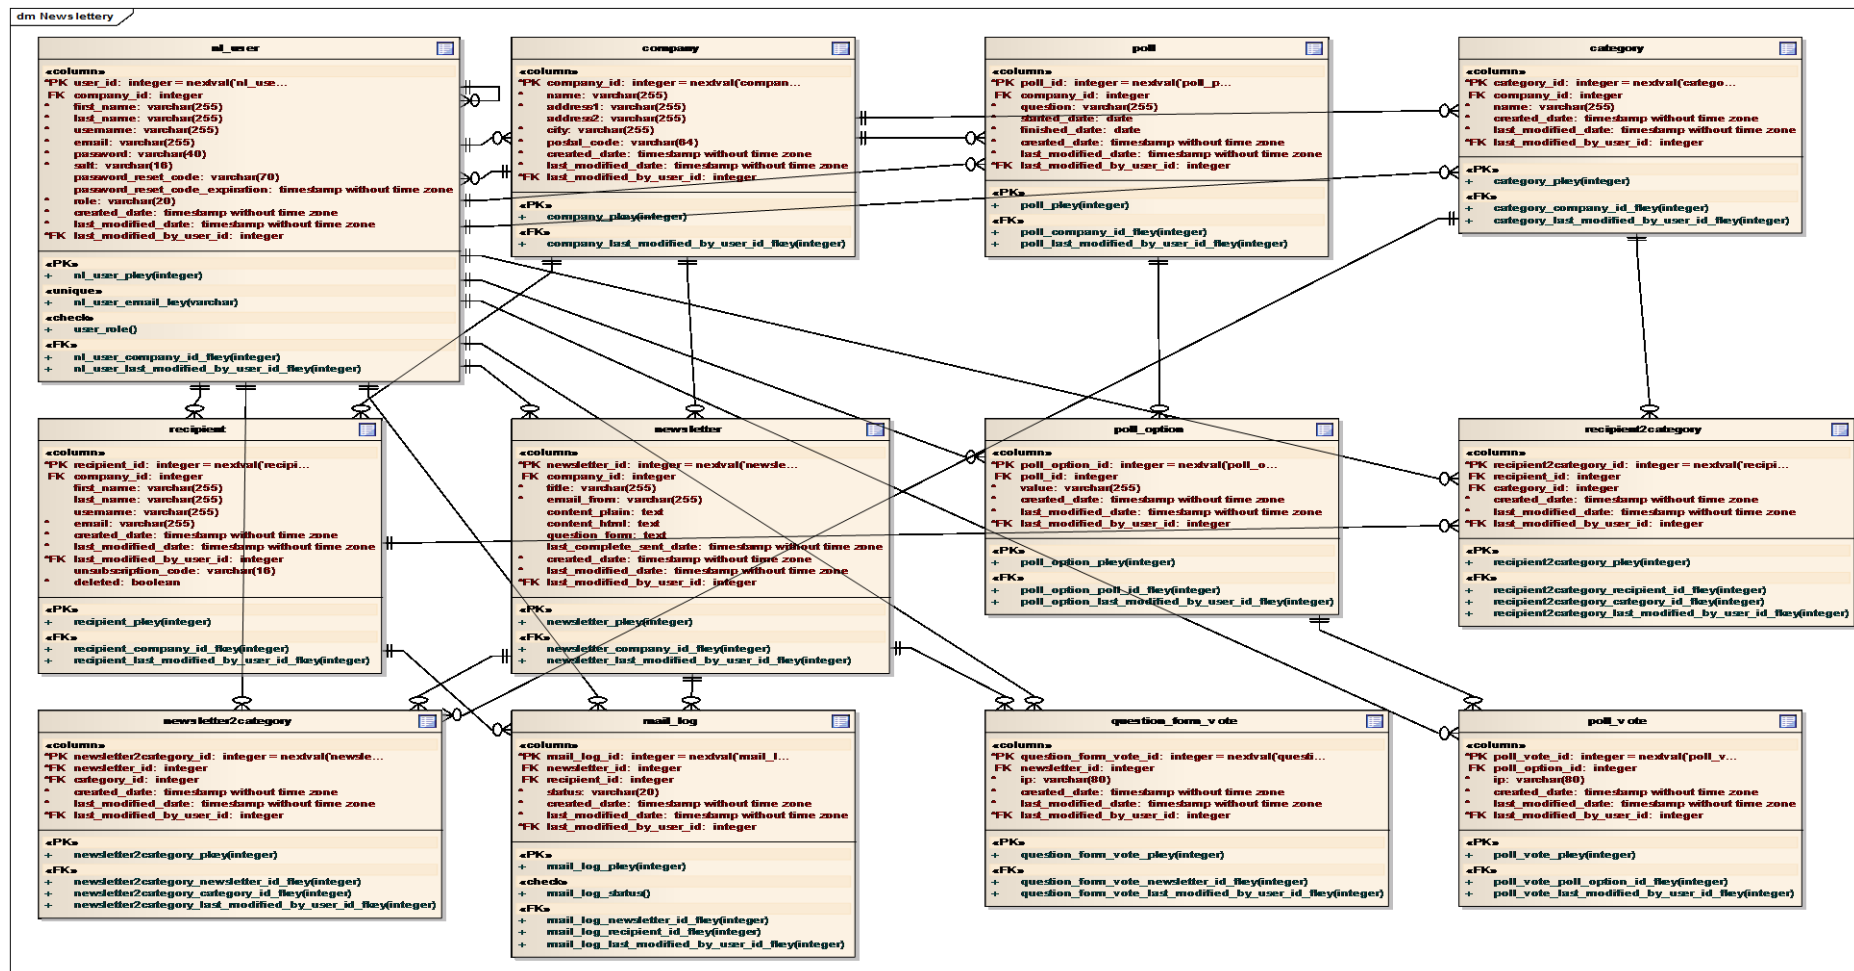 dm Newslettery
nl_user
«column»
*PK user_id: integer = nextval('nl_use...
FK company_id: integer
* first_name: varchar(255)
* last_name: varchar(255)
* username: varchar(255)
* email: varchar(255)
* password: varchar(40)
* salt: varchar(16)
password_reset_code: varchar(70)
password_reset_code_expiration: timestamp without time zone
* role: varchar(20)
* created_date: timestamp without time zone
* last_modified_date: timestamp without time zone
*FK last_modified_by_user_id: integer
«PK»
+ nl_user_pkey(integer)
«unique»
+ nl_user_email_key(varchar)
«check»
+ user_role()
«FK»
+ nl_user_company_id_fkey(integer)
+ nl_user_last_modified_by_user_id_fkey(integer)
company
«column»
*PK company_id: integer = nextval('compan...
* name: varchar(255)
* address1: varchar(255)
address2: varchar(255)
* city: varchar(255)
* postal_code: varchar(64)
* created_date: timestamp without time zone
* last_modified_date: timestamp without time zone
*FK last_modified_by_user_id: integer
«PK»
+ company_pkey(integer)
«FK»
+ company_last_modified_by_user_id_fkey(integer)
poll
«column»
*PK poll_id: integer = nextval('poll_p...
FK company_id: integer
* question: varchar(255)
* started_date: date
* finished_date: date
* created_date: timestamp without time zone
* last_modified_date: timestamp without time zone
*FK last_modified_by_user_id: integer
«PK»
+ poll_pkey(integer)
«FK»
+ poll_company_id_fkey(integer)
+ poll_last_modified_by_user_id_fkey(integer)
category
«column»
*PK category_id: integer = nextval('catego...
FK company_id: integer
* name: varchar(255)
* created_date: timestamp without time zone
* last_modified_date: timestamp without time zone
*FK last_modified_by_user_id: integer
«PK»
+ category_pkey(integer)
«FK»
+ category_company_id_fkey(integer)
+ category_last_modified_by_user_id_fkey(integer)
recipient
«column»
*PK recipient_id: integer = nextval('recipi...
FK company_id: integer
first_name: varchar(255)
last_name: varchar(255)
username: varchar(255)
* email: varchar(255)
* created_date: timestamp without time zone
* last_modified_date: timestamp without time zone
*FK last_modified_by_user_id: integer
unsubscription_code: varchar(16)
* deleted: boolean
«PK»
+ recipient_pkey(integer)
«FK»
+ recipient_company_id_fkey(integer)
+ recipient_last_modified_by_user_id_fkey(integer)
newsletter
«column»
*PK newsletter_id: integer = nextval('newsle...
FK company_id: integer
* title: varchar(255)
* email_from: varchar(255)
content_plain: text
content_html: text
question_form: text
last_complete_sent_date: timestamp without time zone
* created_date: timestamp without time zone
* last_modified_date: timestamp without time zone
*FK last_modified_by_user_id: integer
«PK»
+ newsletter_pkey(integer)
«FK»
+ newsletter_company_id_fkey(integer)
+ newsletter_last_modified_by_user_id_fkey(integer)
poll_option
«column»
*PK poll_option_id: integer = nextval('poll_o...
FK poll_id: integer
* value: varchar(255)
* created_date: timestamp without time zone
* last_modified_date: timestamp without time zone
*FK last_modified_by_user_id: integer
«PK»
+ poll_option_pkey(integer)
«FK»
+ poll_option_poll_id_fkey(integer)
+ poll_option_last_modified_by_user_id_fkey(integer)
recipient2category
«column»
*PK recipient2category_id: integer = nextval('recipi...
FK recipient_id: integer
FK category_id: integer
* created_date: timestamp without time zone
* last_modified_date: timestamp without time zone
*FK last_modified_by_user_id: integer
«PK»
+ recipient2category_pkey(integer)
«FK»
+ recipient2category_recipient_id_fkey(integer)
+ recipient2category_category_id_fkey(integer)
+ recipient2category_last_modified_by_user_id_fkey(integer)
newsletter2category
«column»
*PK newsletter2category_id: integer = nextval('newsle...
*FK newsletter_id: integer
*FK category_id: integer
* created_date: timestamp without time zone
* last_modified_date: timestamp without time zone
*FK last_modified_by_user_id: integer
«PK»
+ newsletter2category_pkey(integer)
«FK»
+ newsletter2category_newsletter_id_fkey(integer)
+ newsletter2category_category_id_fkey(integer)
+ newsletter2category_last_modified_by_user_id_fkey(integer)
mail_log
«column»
*PK mail_log_id: integer = nextval('mail_l...
FK newsletter_id: integer
FK recipient_id: integer
* status: varchar(20)
* created_date: timestamp without time zone
* last_modified_date: timestamp without time zone
*FK last_modified_by_user_id: integer
«PK»
+ mail_log_pkey(integer)
«check»
+ mail_log_status()
«FK»
+ mail_log_newsletter_id_fkey(integer)
+ mail_log_recipient_id_fkey(integer)
+ mail_log_last_modified_by_user_id_fkey(integer)
question_form_vote
«column»
*PK question_form_vote_id: integer = nextval('questi...
FK newsletter_id: integer
* ip: varchar(80)
* created_date: timestamp without time zone
* last_modified_date: timestamp without time zone
*FK last_modified_by_user_id: integer
«PK»
+ question_form_vote_pkey(integer)
«FK»
+ question_form_vote_newsletter_id_fkey(integer)
+ question_form_vote_last_modified_by_user_id_fkey(integer)
poll_vote
«column»
*PK poll_vote_id: integer = nextval('poll_v...
FK poll_option_id: integer
* ip: varchar(80)
* created_date: timestamp without time zone
* last_modified_date: timestamp without time zone
*FK last_modified_by_user_id: integer
«PK»
+ poll_vote_pkey(integer)
«FK»
+ poll_vote_poll_option_id_fkey(integer)
+ poll_vote_last_modified_by_user_id_fkey(integer)